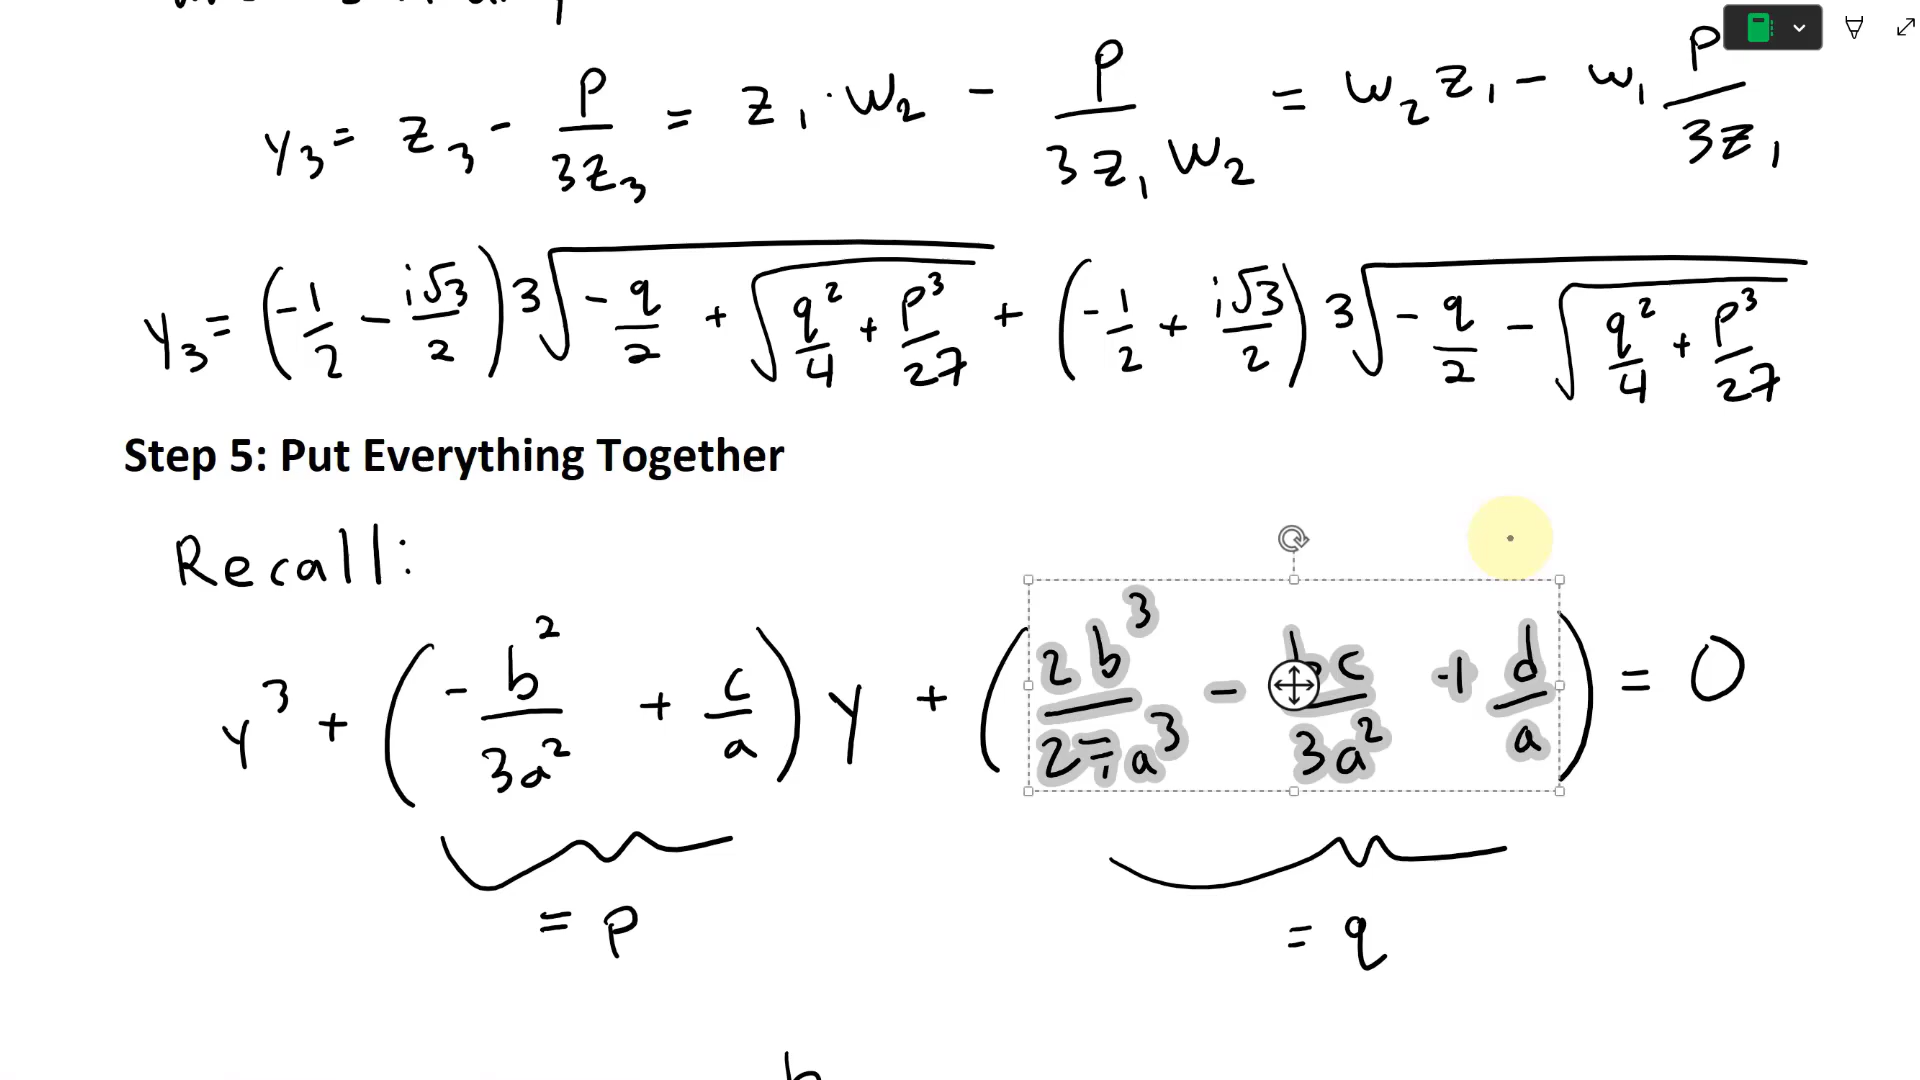 y₃ = z₃ - p/3z₃ = z₁ · w₂ - p/3z₁w₂ = w₂z₁ - w₁ p/3z₁
y₃ = (-1/2 - i√3/2) ³√(-q/2 + √(q²/4 + p³/27)) + (-1/2 + i√3/2) ³√(-q/2 - √(q²/4 + p³/27))
Step 5: Put Everything Together
Recall:
y³ + (-b²/3a² + c/a) y + (2b³/27a³ - bc/3a² + d/a) = 0
= p = q
b